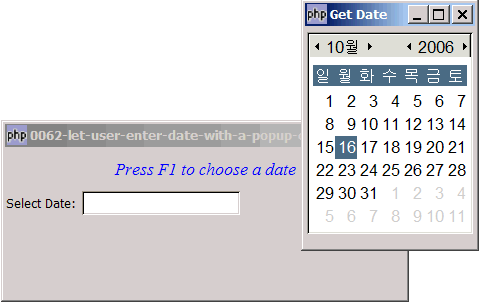 php Get Date
10월 2006
일 월 화 수 목 금 토
1 2 3 4 5 6 7
8 9 10 11 12 13 14
15 16 17 18 19 20 21
22 23 24 25 26 27 28
29 30 31 1 2 3 4
5 6 7 8 9 10 11
php 0062-let-user-enter-date-with-a-popup-
Press F1 to choose a date
Select Date: